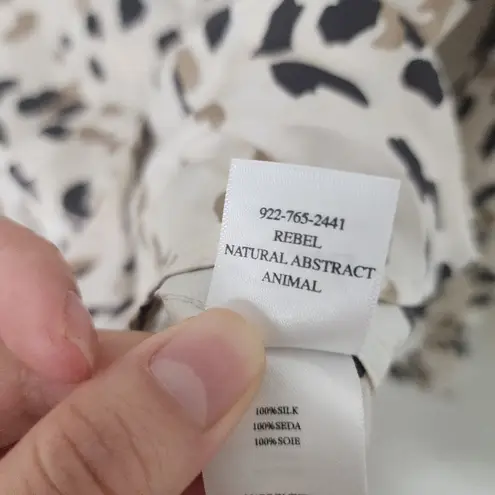 922-765-2441
REBEL
NATURAL ABSTRACT
ANIMAL
100%SILK
100%SEDA
100%SOIE